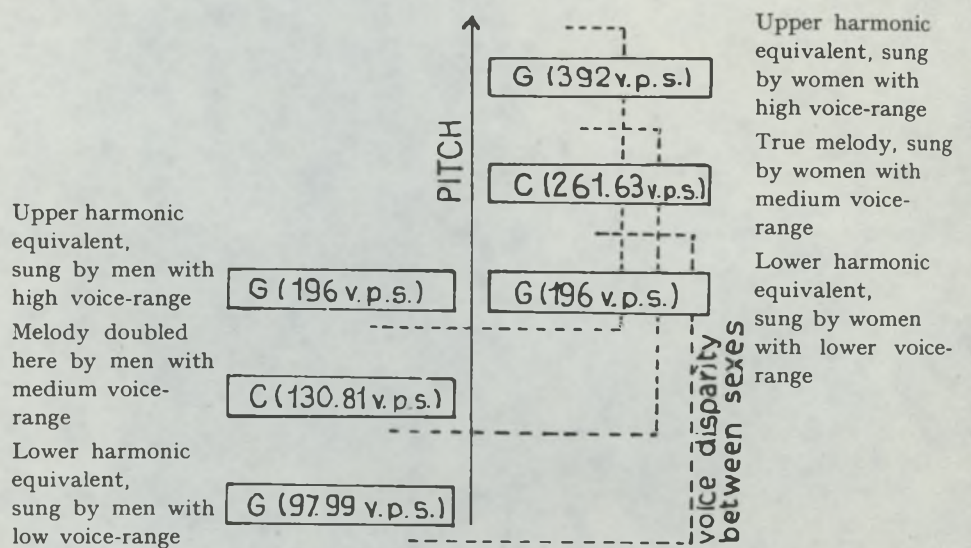 Upper harmonic
equivalent,
sung by men with
high voice-range
Melody doubled
here by men with
medium voice-
range
Lower harmonic
equivalent,
sung by men with
low voice-range
G (196 v.p.s.)
C (130.81 v.p.s.)
G (97.99 v.p.s.)
PITCH
G (392 v.p.s.)
C (261.63 v.p.s.)
G (196 v.p.s.)
voice disparity
between sexes
Upper harmonic
equivalent, sung
by women with
high voice-range
True melody, sung
by women with
medium voice-
range
Lower harmonic
equivalent,
sung by women
with lower voice-
range